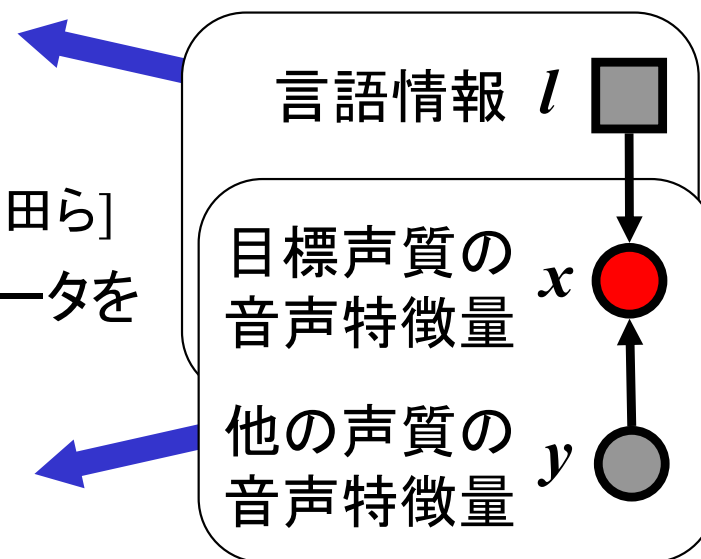 言語情報 l
田ら]
ータを
目標声質の
音声特徴量 x
他の声質の
音声特徴量 y